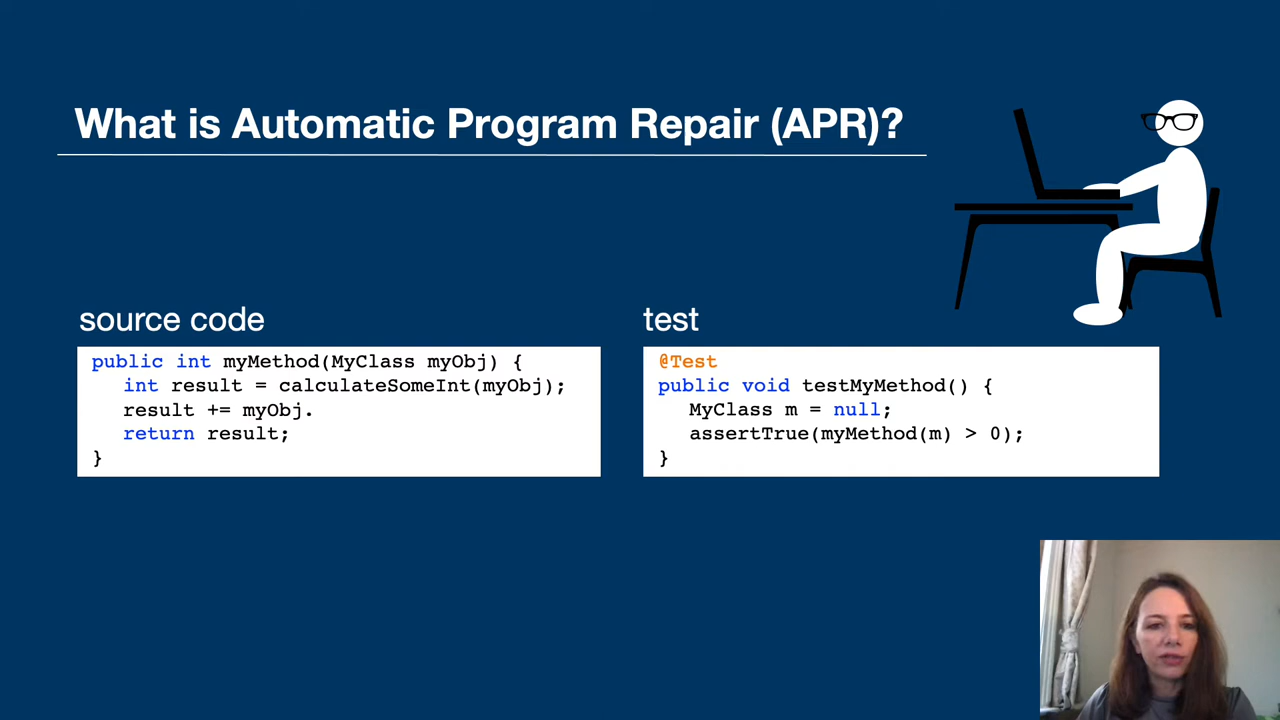 What is Automatic Program Repair (APR)?
source code
public int myMethod(MyClass myObj) {
int result = calculateSomeInt(myObj);
result += myObj.
return result;
}
test
@Test
public void testMyMethod() {
MyClass m = null;
assertTrue(myMethod(m) > 0);
}